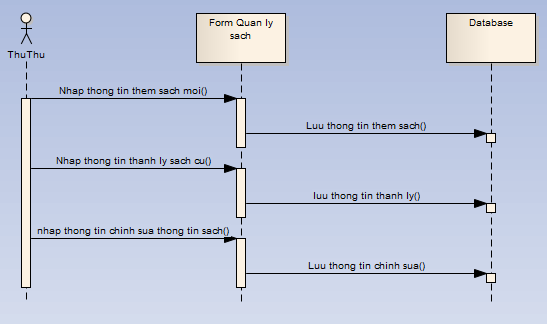 Form Quan ly
sach
Database
ThuThu
Nhap thong tin them sach moi()
Luu thong tin them sach()
Nhap thong tin thanh ly sach cu()
luu thong tin thanh ly()
nhap thong tin chinh sua thong tin sach()
Luu thong tin chinh sua()